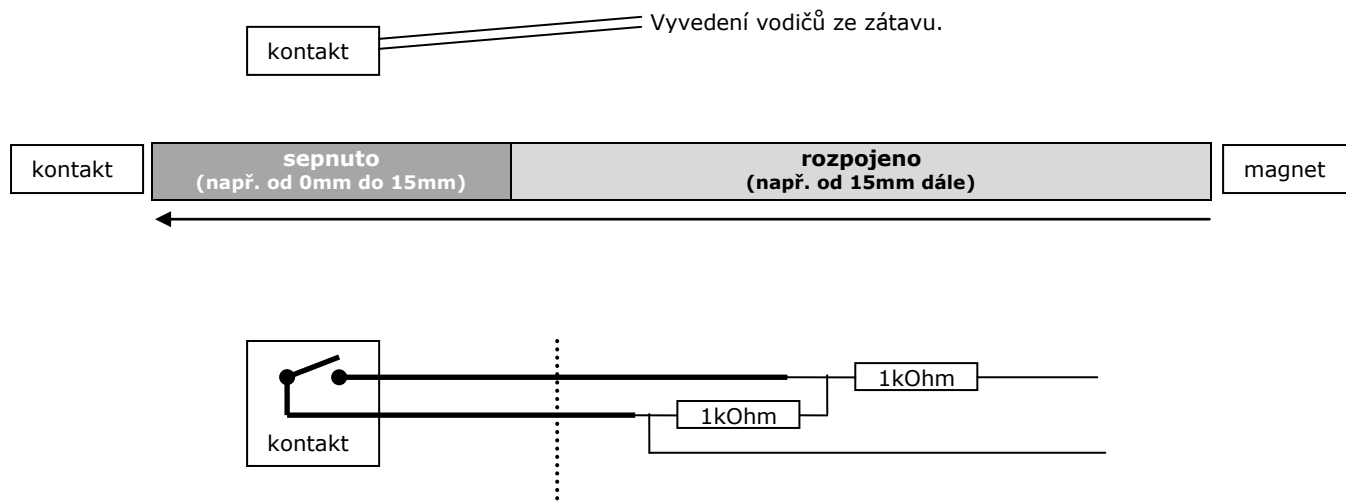 Vyvedení vodičů ze zátavu.
kontakt
kontakt
sepnuto
(např. od 0mm do 15mm)
rozpojeno
(např. od 15mm dále)
magnet
1kOhm
1kOhm
kontakt